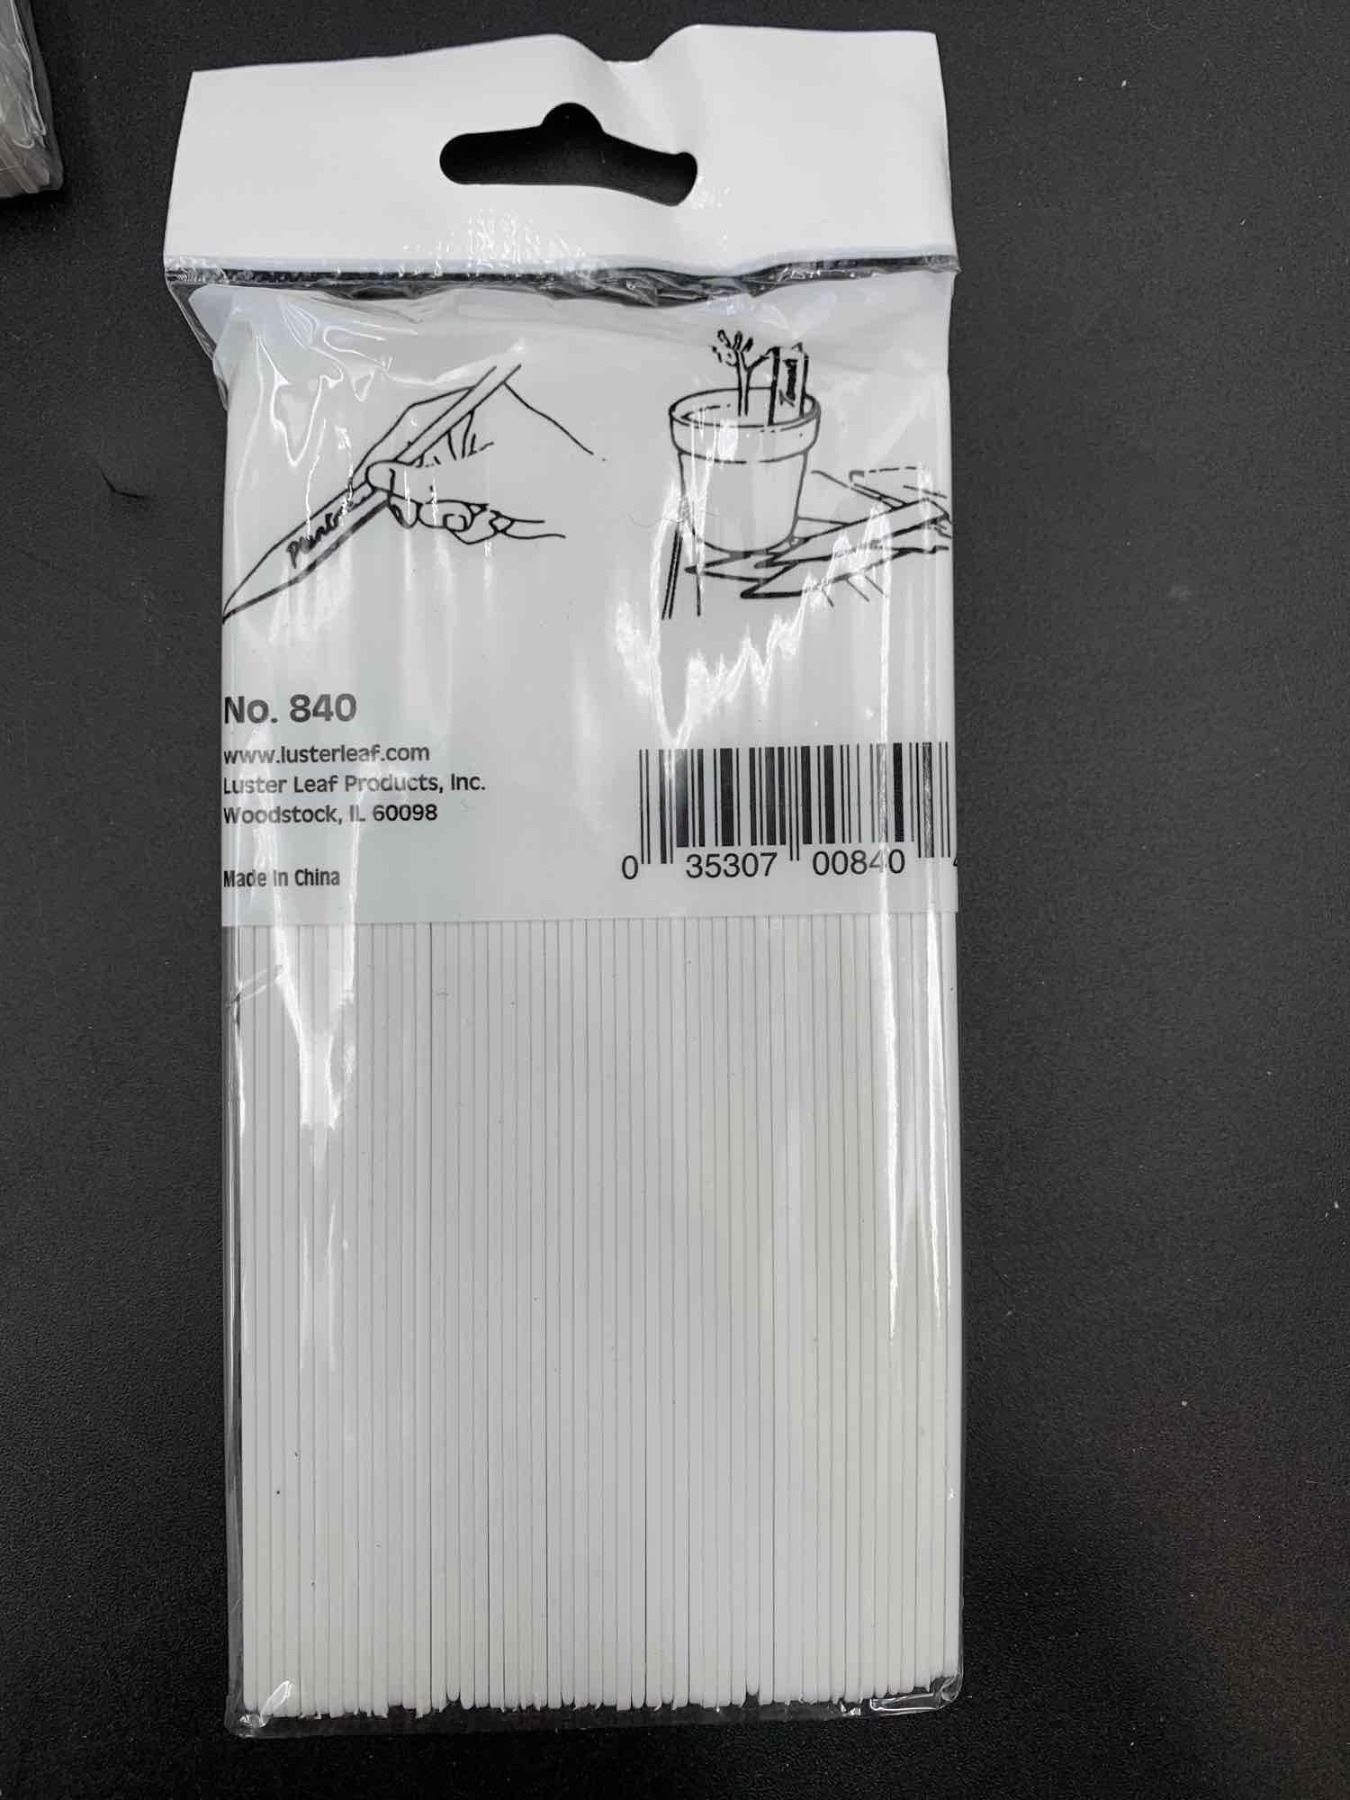 No. 840
www.lusterleaf.com
Luster Leaf Products, Inc.
Woodstock, IL 60098
Made in China
0 35307 00840